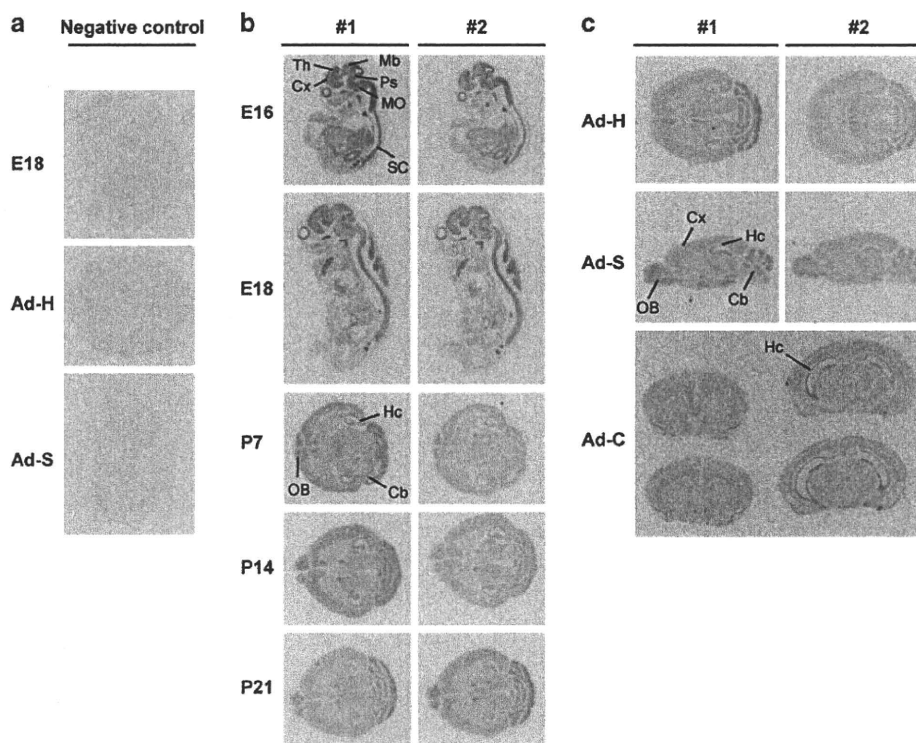 a
Negative control
E18
Ad-H
Ad-S
b
#1
#2
E16
Th
Mb
Cx
Ps
MO
SC
E18
P7
Hc
OB
Cb
P14
P21
c
#1
#2
Ad-H
Ad-S
Cx
Hc
OB
Cb
Ad-C
Hc